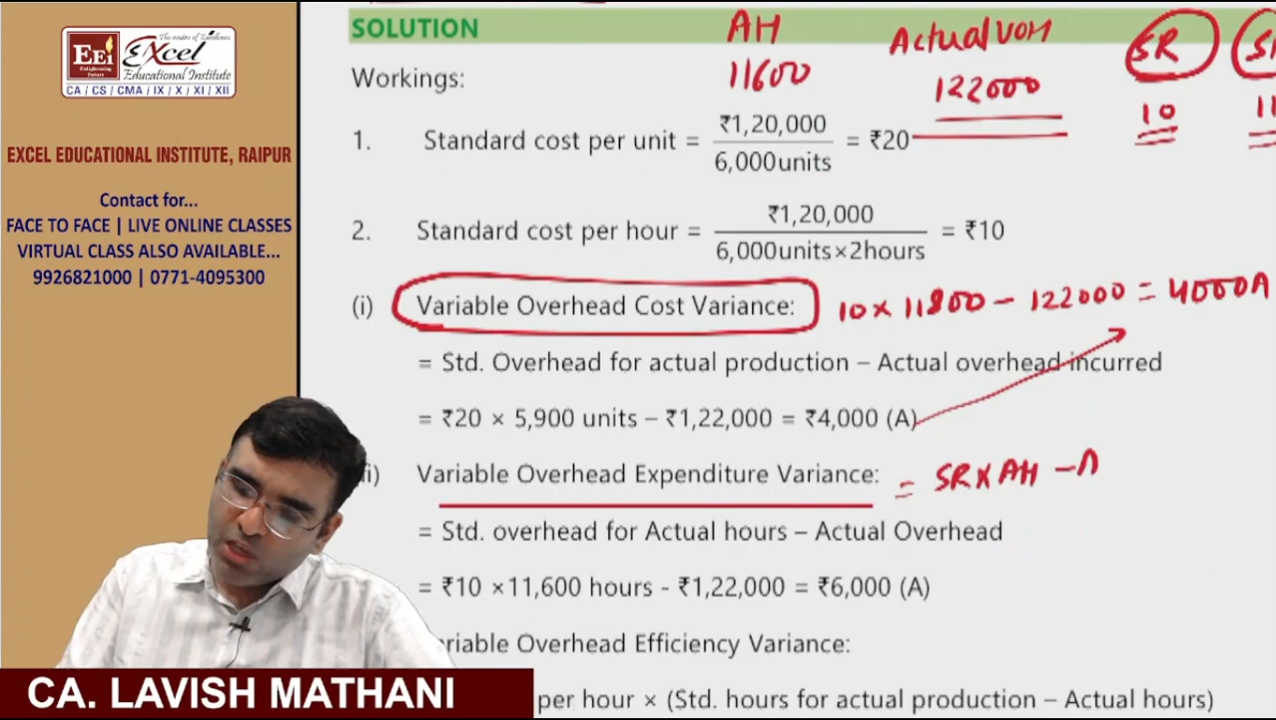 SOLUTION
AH
Actual VOH
SR
11600
122000
10
The centre of Excellence
EEi
Excel
Educational Institute
CA / CS / CMA / IX / X / XI / XII
EXCEL EDUCATIONAL INSTITUTE, RAIPUR
Contact for...
FACE TO FACE | LIVE ONLINE CLASSES
VIRTUAL CLASS ALSO AVAILABLE...
9926821000 | 0771-4095300
Workings:
1. Standard cost per unit = ₹1,20,000 / 6,000units = ₹20
2. Standard cost per hour = ₹1,20,000 / 6,000units×2hours = ₹10
(i) Variable Overhead Cost Variance: 10 × 11800 - 122000 = 4000A
= Std. Overhead for actual production – Actual overhead incurred
= ₹20 × 5,900 units – ₹1,22,000 = ₹4,000 (A)
Variable Overhead Expenditure Variance: = SR × AH -
= Std. overhead for Actual hours – Actual Overhead
= ₹10 ×11,600 hours - ₹1,22,000 = ₹6,000 (A)
Overhead Efficiency Variance:
per hour × (Std. hours for actual production – Actual hours)
CA. LAVISH MATHANI